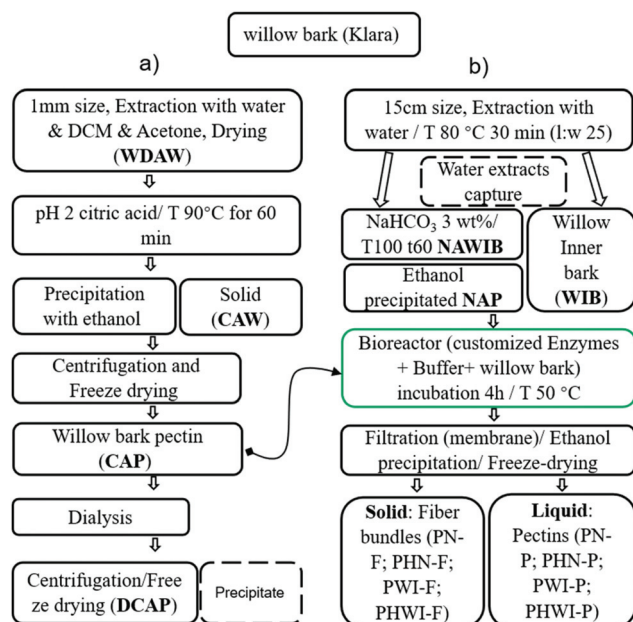 willow bark (Klara)
a)
1mm size, Extraction with water
& DCM & Acetone, Drying
(WDAW)
pH 2 citric acid/ T 90°C for 60
min
Precipitation
with ethanol
Solid
(CAW)
Centrifugation and
Freeze drying
Willow bark pectin
(CAP)
Dialysis
Centrifugation/Free
ze drying (DCAP)
Precipitate
b)
15cm size, Extraction with
water / T 80 °C 30 min (l:w 25)
Water extracts
capture
NaHCO₃ 3 wt%/
T100 t60 NAWIB
Ethanol
precipitated NAP
Willow
Inner
bark
(WIB)
Bioreactor (customized Enzymes
+ Buffer+ willow bark)
incubation 4h / T 50 °C
Filtration (membrane)/ Ethanol
precipitation/ Freeze-drying
Solid: Fiber
bundles (PN-
F; PHN-F;
PWI-F;
PHWI-F)
Liquid:
Pectins (PN-
P; PHN-P;
PWI-P;
PHWI-P)